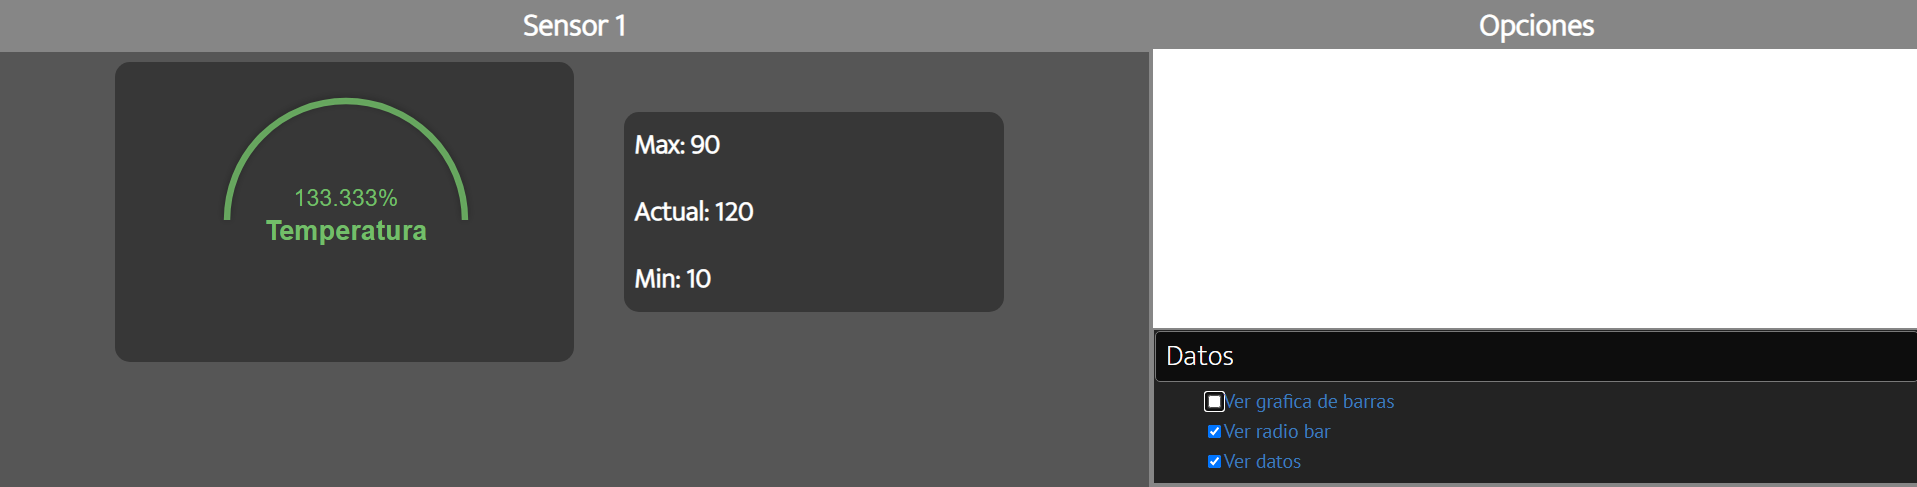 Sensor 1
133.333%
Temperatura
Max: 90
Actual: 120
Min: 10
Opciones
Datos
Ver grafica de barras
Ver radio bar
Ver datos